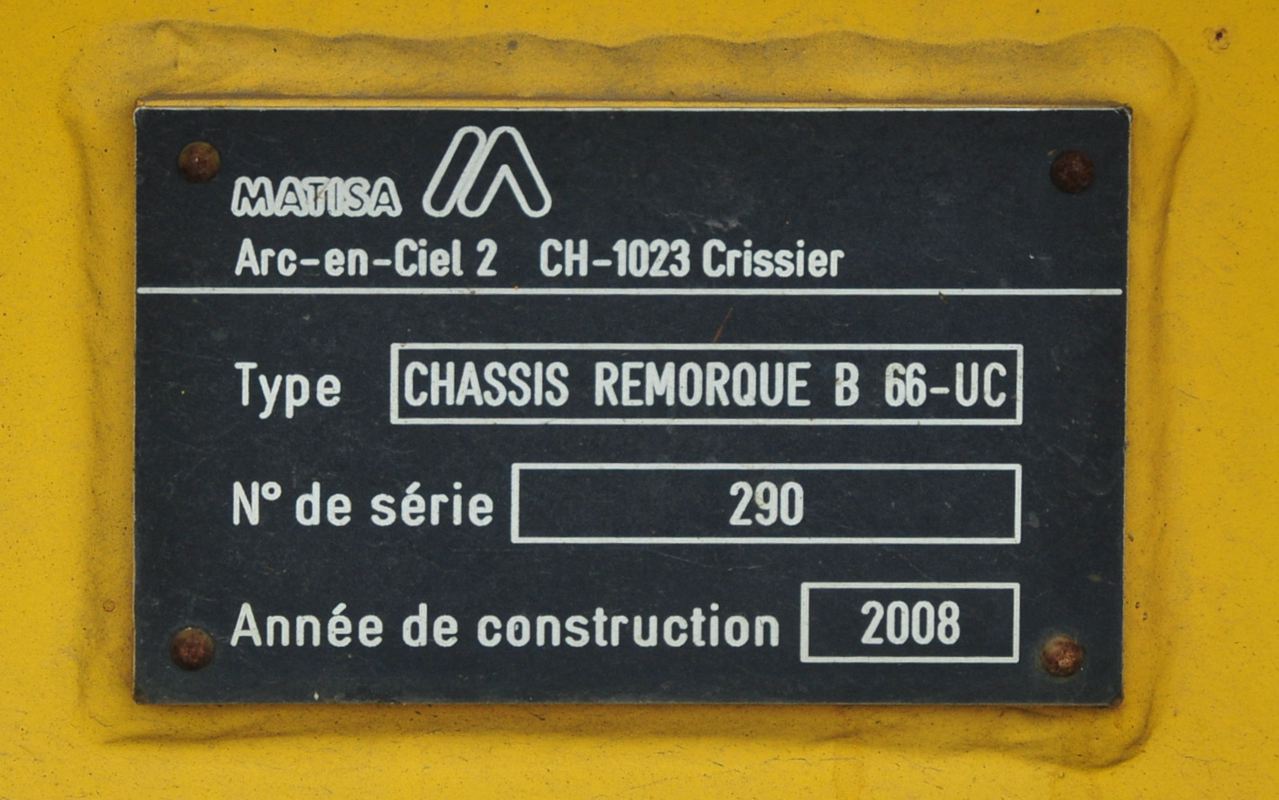 MATISA
Arc-en-Ciel 2 CH-1023 Crissier
Type CHASSIS REMORQUE B 66-UC
N° de série 290
Année de construction 2008